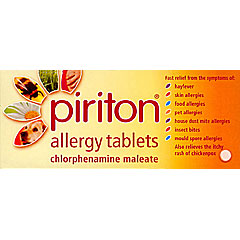 piriton®
allergy tablets
chlorphenamine maleate
Fast relief from the symptoms of:
hayfever
skin allergies
food allergies
pet allergies
house dust mite allergies
insect bites
mould spore allergies
Also relieves the itchy
rash of chickenpox